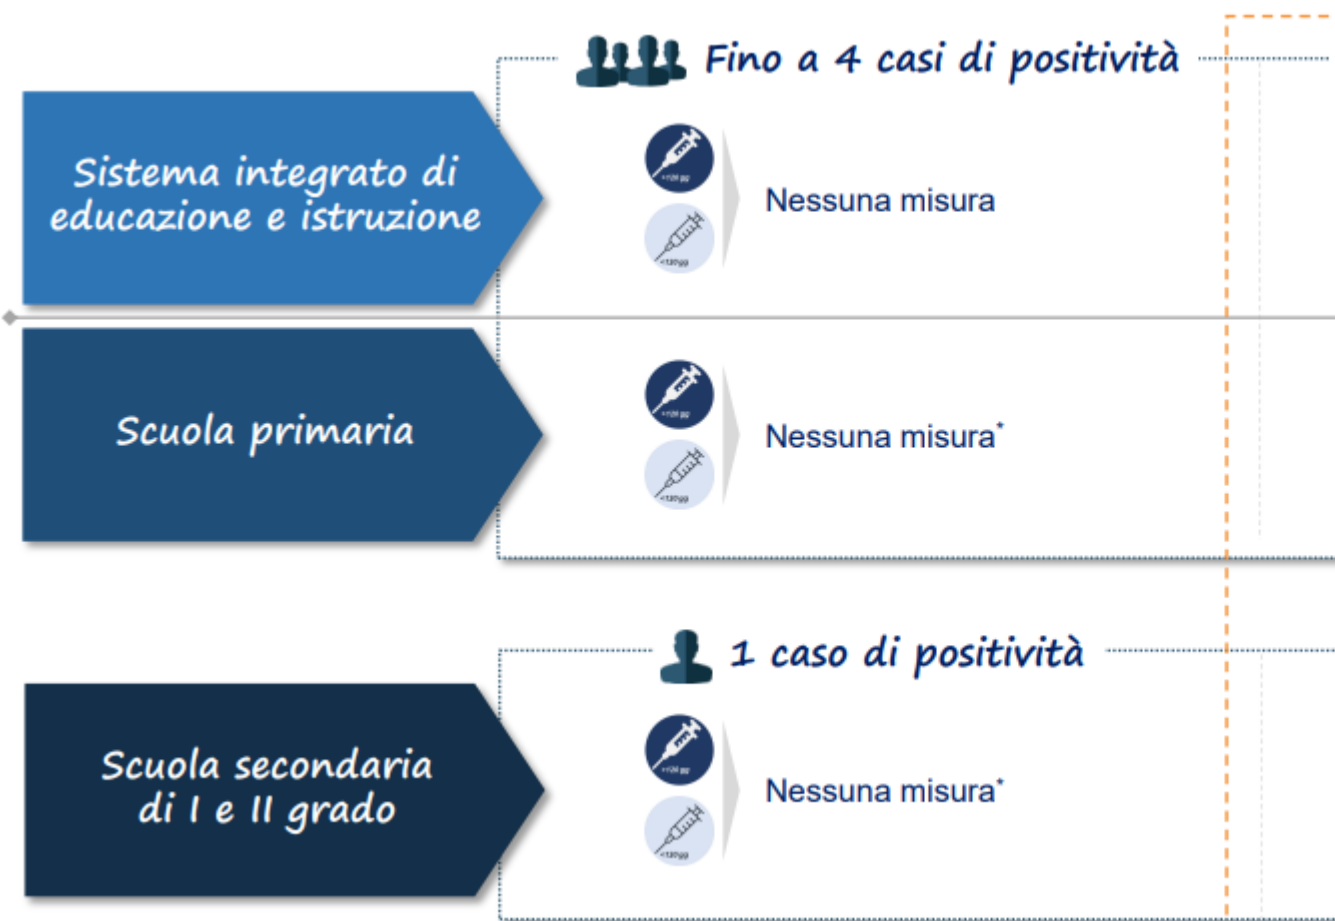 Fino a 4 casi di positività
Sistema integrato di
educazione e istruzione
Nessuna misura
Scuola primaria
Nessuna misura*
1 caso di positività
Scuola secondaria
di I e II grado
Nessuna misura*